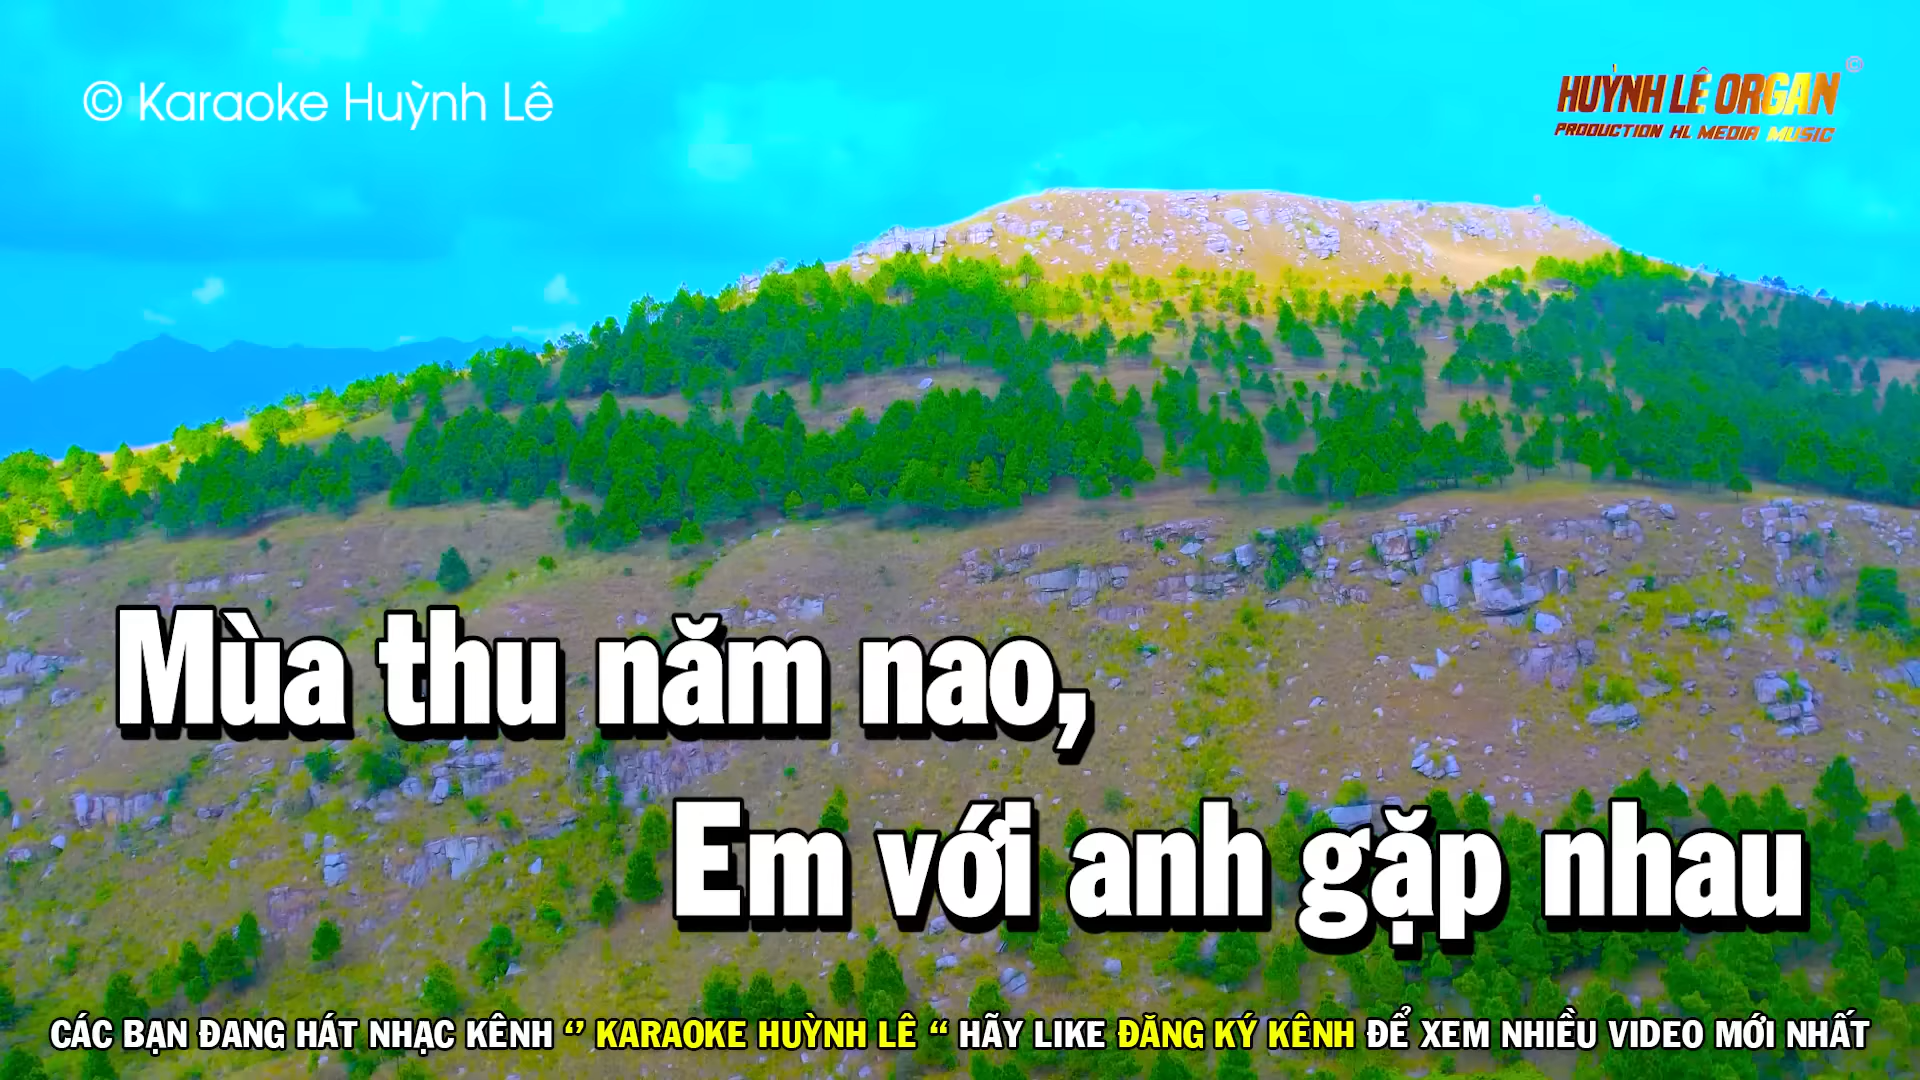 © Karaoke Huỳnh Lê
HUỲNH LÊ ORGAN ©
PRODUCTION HL MEDIA MUSIC
Mùa thu năm nao,
Em với anh gặp nhau
CÁC BẠN ĐANG HÁT NHẠC KÊNH ‘’ KARAOKE HUỲNH LÊ “ HÃY LIKE ĐĂNG KÝ KÊNH ĐỂ XEM NHIỀU VIDEO MỚI NHẤT